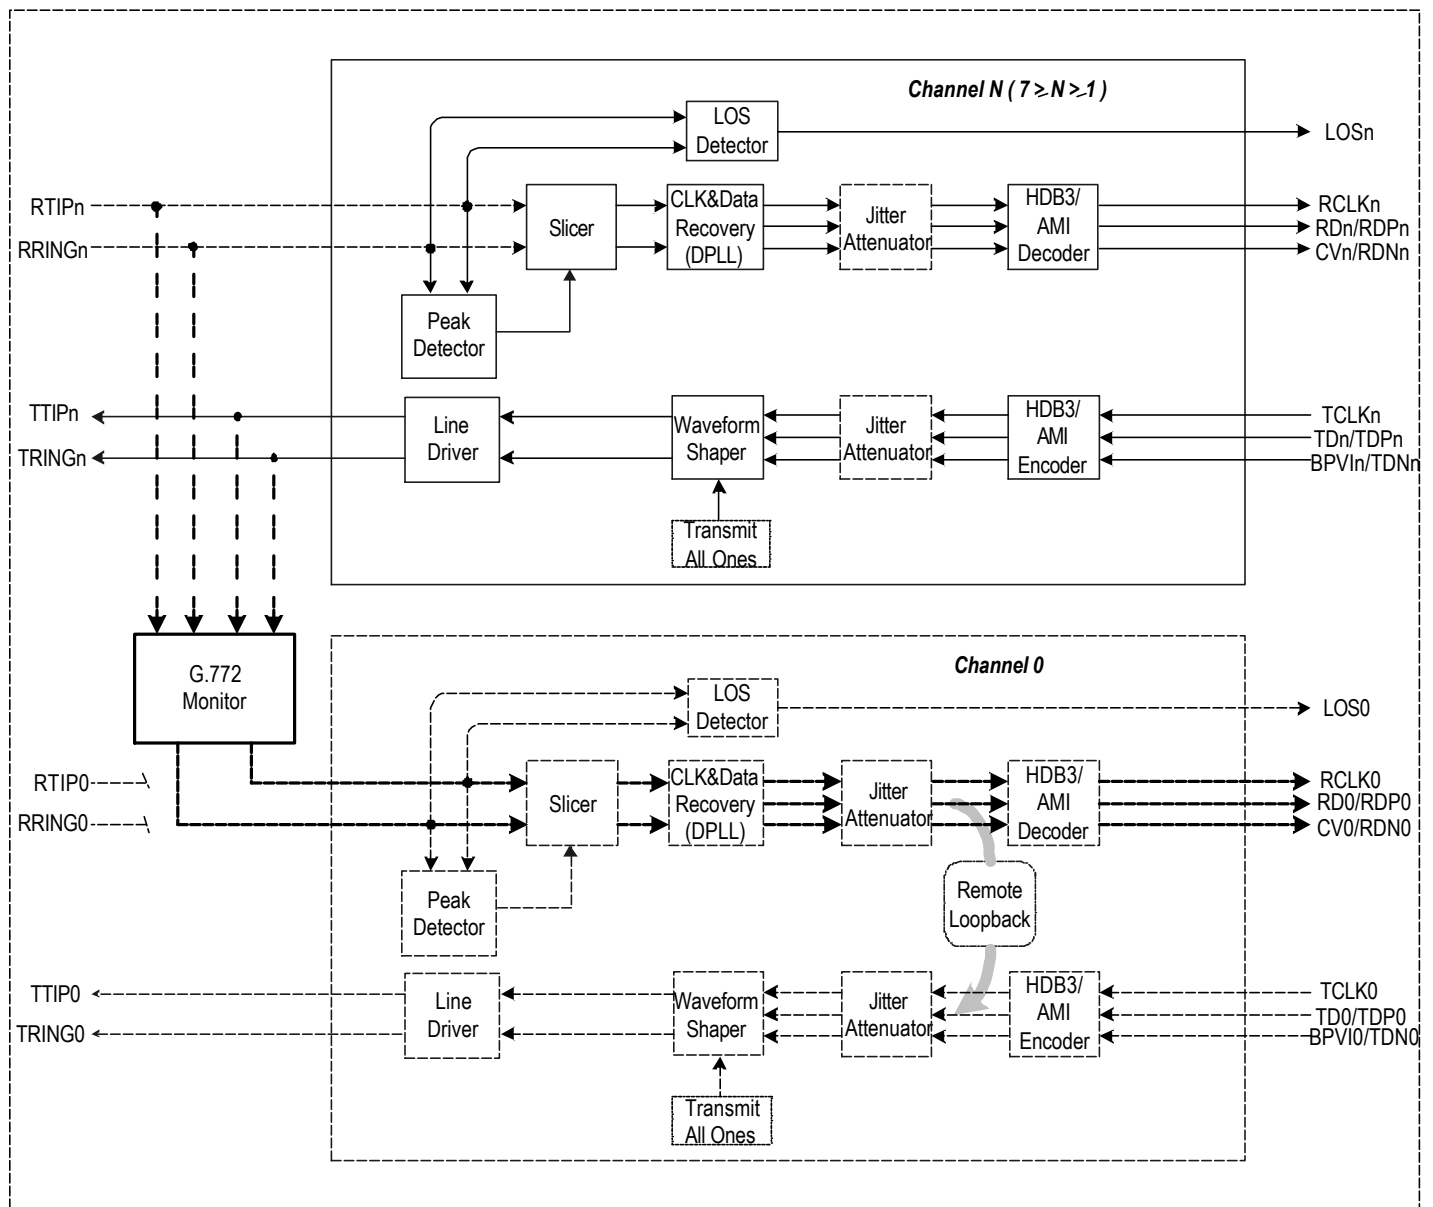 Channel N ( 7 ≥ N ≥ 1 )
LOS
Detector
LOSn
RTIPn
RRINGn
Slicer
CLK&Data
Recovery
(DPLL)
Jitter
Attenuator
HDB3/
AMI
Decoder
RCLKn
RDn/RDPn
CVn/RDNn
Peak
Detector
TTIPn
TRINGn
Line
Driver
Waveform
Shaper
Jitter
Attenuator
HDB3/
AMI
Encoder
TCLKn
TDn/TDPn
BPVIn/TDNn
Transmit
All Ones
G.772
Monitor
Channel 0
LOS
Detector
LOS0
RTIP0
RRING0
Slicer
CLK&Data
Recovery
(DPLL)
Jitter
Attenuator
HDB3/
AMI
Decoder
RCLK0
RD0/RDP0
CV0/RDN0
Peak
Detector
Remote
Loopback
TTIP0
TRING0
Line
Driver
Waveform
Shaper
Jitter
Attenuator
HDB3/
AMI
Encoder
TCLK0
TD0/TDP0
BPVI0/TDN0
Transmit
All Ones